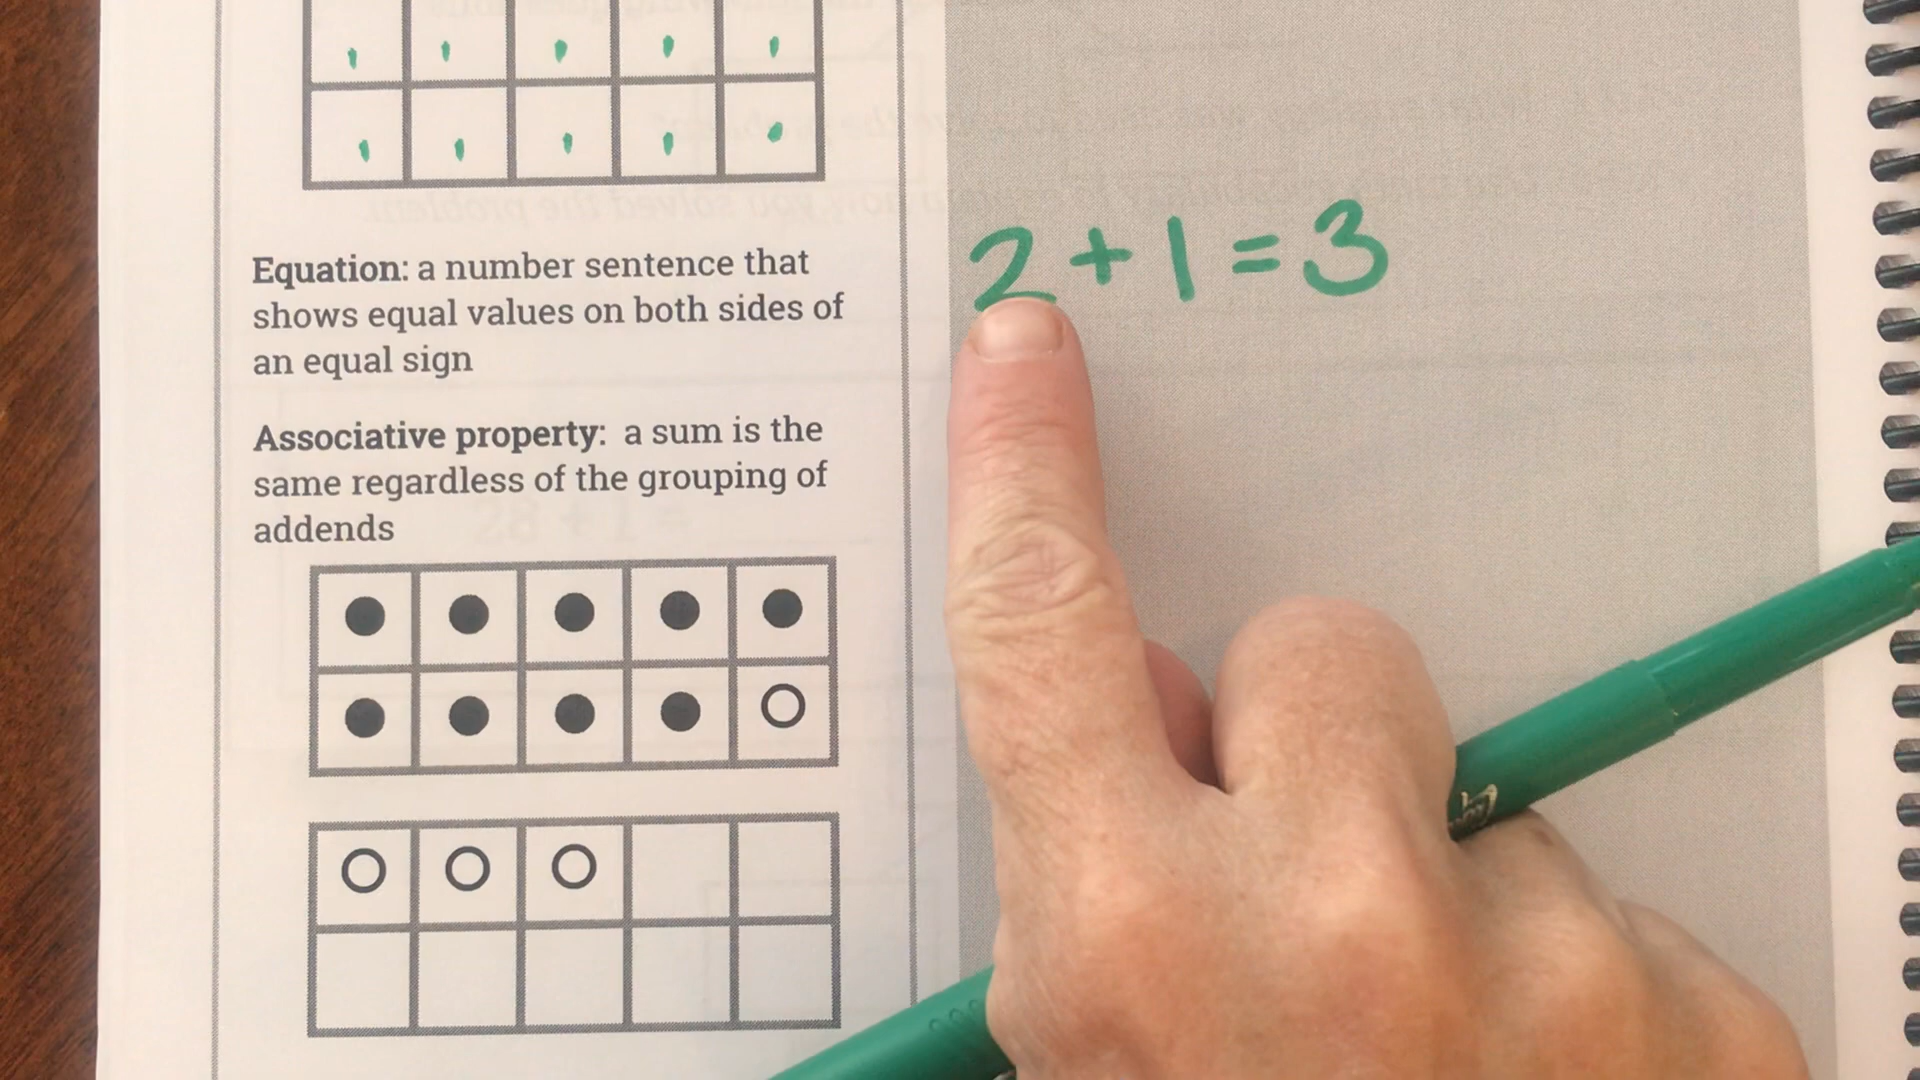 Equation: a number sentence that
shows equal values on both sides of
an equal sign
2 + 1 = 3
Associative property: a sum is the
same regardless of the grouping of
addends